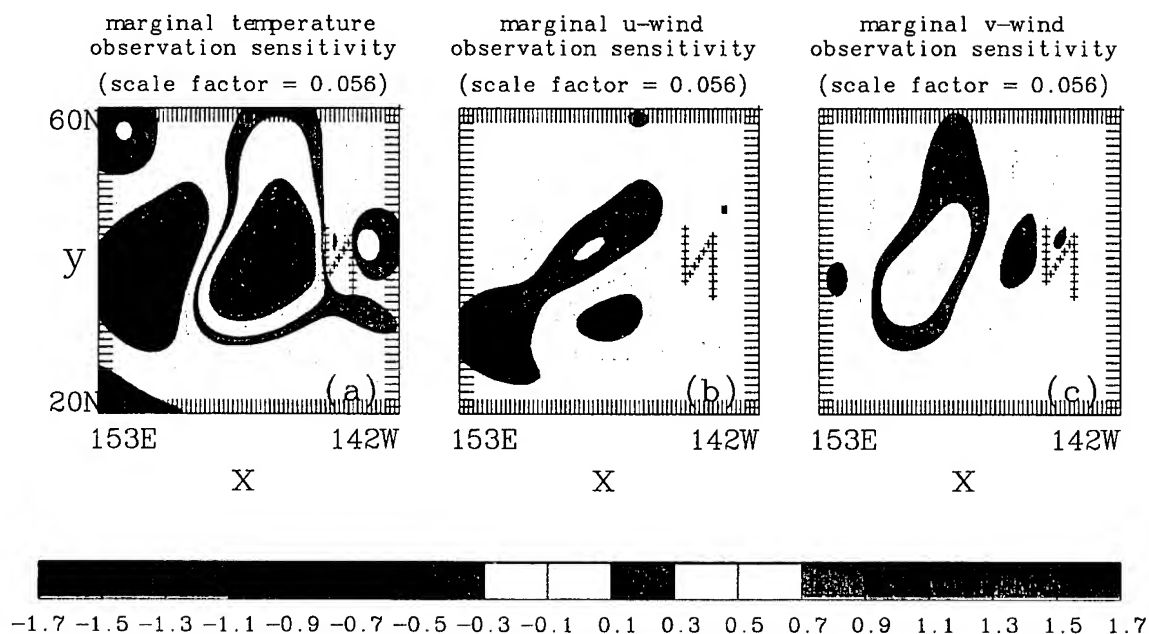 marginal temperature
observation sensitivity
(scale factor = 0.056)
marginal u-wind
observation sensitivity
(scale factor = 0.056)
marginal v-wind
observation sensitivity
(scale factor = 0.056)
60N
y
20N
(a)
(b)
(c)
153E 142W
153E 142W
153E 142W
X
X
X
-1.7 -1.5 -1.3 -1.1 -0.9 -0.7 -0.5 -0.3 -0.1 0.1 0.3 0.5 0.7 0.9 1.1 1.3 1.5 1.7